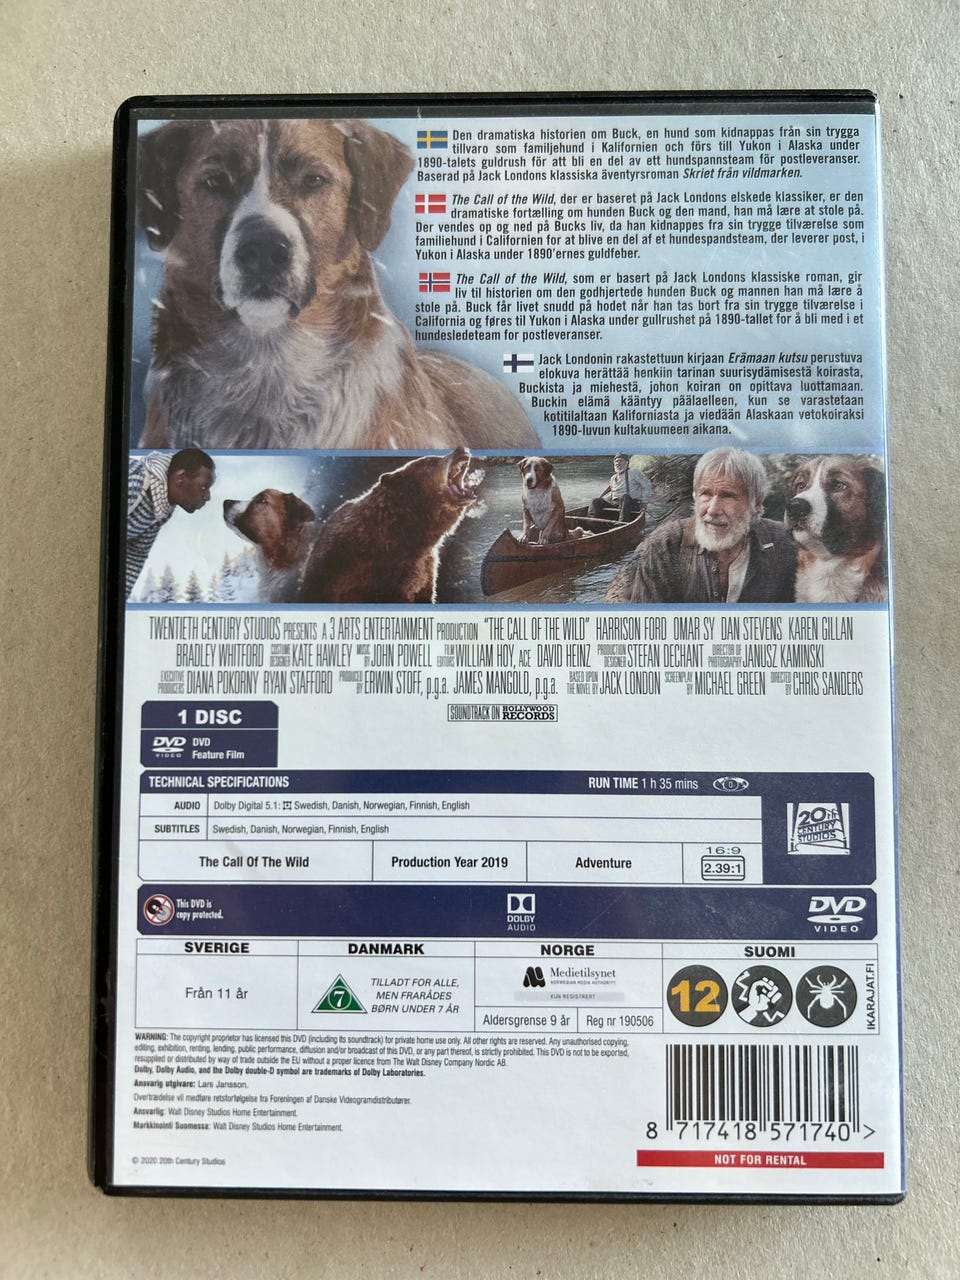 Den dramatiska historien om Buck, en hund som kidnappas från sin trygga
tillvaro som familjehund i Kalifornien och förs till Yukon i Alaska under
1890-talets guldrush för att bli en del av ett hundspannsteam för postleveranser.
Baserad på Jack Londons klassiska äventyrsroman Skriet från vildmarken.
The Call of the Wild, der er baseret på Jack Londons elskede klassiker, er den
dramatiske fortælling om hunden Buck og den mand, han må lære at stole på.
Der vendes op og ned på Bucks liv, da han kidnappes fra sin trygge tilværelse som
familiehund i Californien for at blive en del af et hundespandsteam, der leverer post, i
Yukon i Alaska under 1890'ernes guldfeber.
The Call of the Wild, som er basert på Jack Londons klassiske roman, gir
liv til historien om den godhjertede hunden Buck og mannen han må lære å
stole på. Buck får livet snudd på hodet når han tas bort fra sin trygge tilværelse i
California og føres til Yukon i Alaska under gullrushet på 1890-tallet for å bli med i et
hundesledeteam for postleveranser.
Jack Londonin rakastettuun kirjaan Erämaan kutsu perustuva
elokuva herättää henkiin tarinan suurisydämisestä koirasta,
Buckista ja miehestä, johon koiran on opittava luottamaan.
Buckin elämä kääntyy päälaelleen, kun se varastetaan
kotitilaltaan Kaliforniasta ja viedään Alaskaan vetokoiraksi
1890-luvun kultakuumeen aikana.
TWENTIETH CENTURY STUDIOS PRESENTS A 3 ARTS ENTERTAINMENT PRODUCTION "THE CALL OF THE WILD" HARRISON FORD OMAR SY DAN STEVENS KAREN GILLAN
BRADLEY WHITFORD COSTUME DESIGNER KATE HAWLEY MUSIC BY JOHN POWELL FILM EDITORS WILLIAM HOY, ACE DAVID HEINZ PRODUCTION DESIGNER STEFAN DECHANT DIRECTOR OF PHOTOGRAPHY JANUSZ KAMINSKI
EXECUTIVE PRODUCERS DIANA POKORNY RYAN STAFFORD PRODUCED BY ERWIN STOFF, p.g.a. JAMES MANGOLD, p.g.a. BASED UPON THE NOVEL BY JACK LONDON SCREENPLAY BY MICHAEL GREEN DIRECTED BY CHRIS SANDERS
SOUNDTRACK ON HOLLYWOOD RECORDS
1 DISC
DVD VIDEO DVD
Feature Film
TECHNICAL SPECIFICATIONS RUN TIME 1 h 35 mins 0
AUDIO Dolby Digital 5.1: Swedish, Danish, Norwegian, Finnish, English
SUBTITLES Swedish, Danish, Norwegian, Finnish, English
20TH CENTURY STUDIOS
The Call Of The Wild Production Year 2019 Adventure 16:9 2.39:1
This DVD is
copy protected.
DOLBY
AUDIO
DVD
VIDEO
SVERIGE DANMARK NORGE SUOMI
Från 11 år
7
TILLADT FOR ALLE,
MEN FRARÅDES
BØRN UNDER 7 ÅR
Medietilsynet
NORWEGIAN MEDIA AUTHORITY
KUN REGISTRERT
Aldersgrense 9 år Reg nr 190506
12
IKARAJAT.FI
WARNING: The copyright proprietor has licensed this DVD (including its soundtrack) for private home use only. All other rights are reserved. Any unauthorised copying,
editing, exhibition, renting, lending, public performance, diffusion and/or broadcast of this DVD, or any part thereof, is strictly prohibited. This DVD is not to be exported,
resupplied or distributed by way of trade outside the EU without a proper licence from The Walt Disney Company Nordic AB.
Dolby, Dolby Audio, and the Dolby double-D symbol are trademarks of Dolby Laboratories.
Ansvarig utgivare: Lars Jansson.
Overtrædelse vil medføre retsforfølgelse fra Foreningen af Danske Videogramdistributører.
Ansvarlig: Walt Disney Studios Home Entertainment.
Markkinointi Suomessa: Walt Disney Studios Home Entertainment.
8 717418 571740 >
NOT FOR RENTAL
© 2020 20th Century Studios